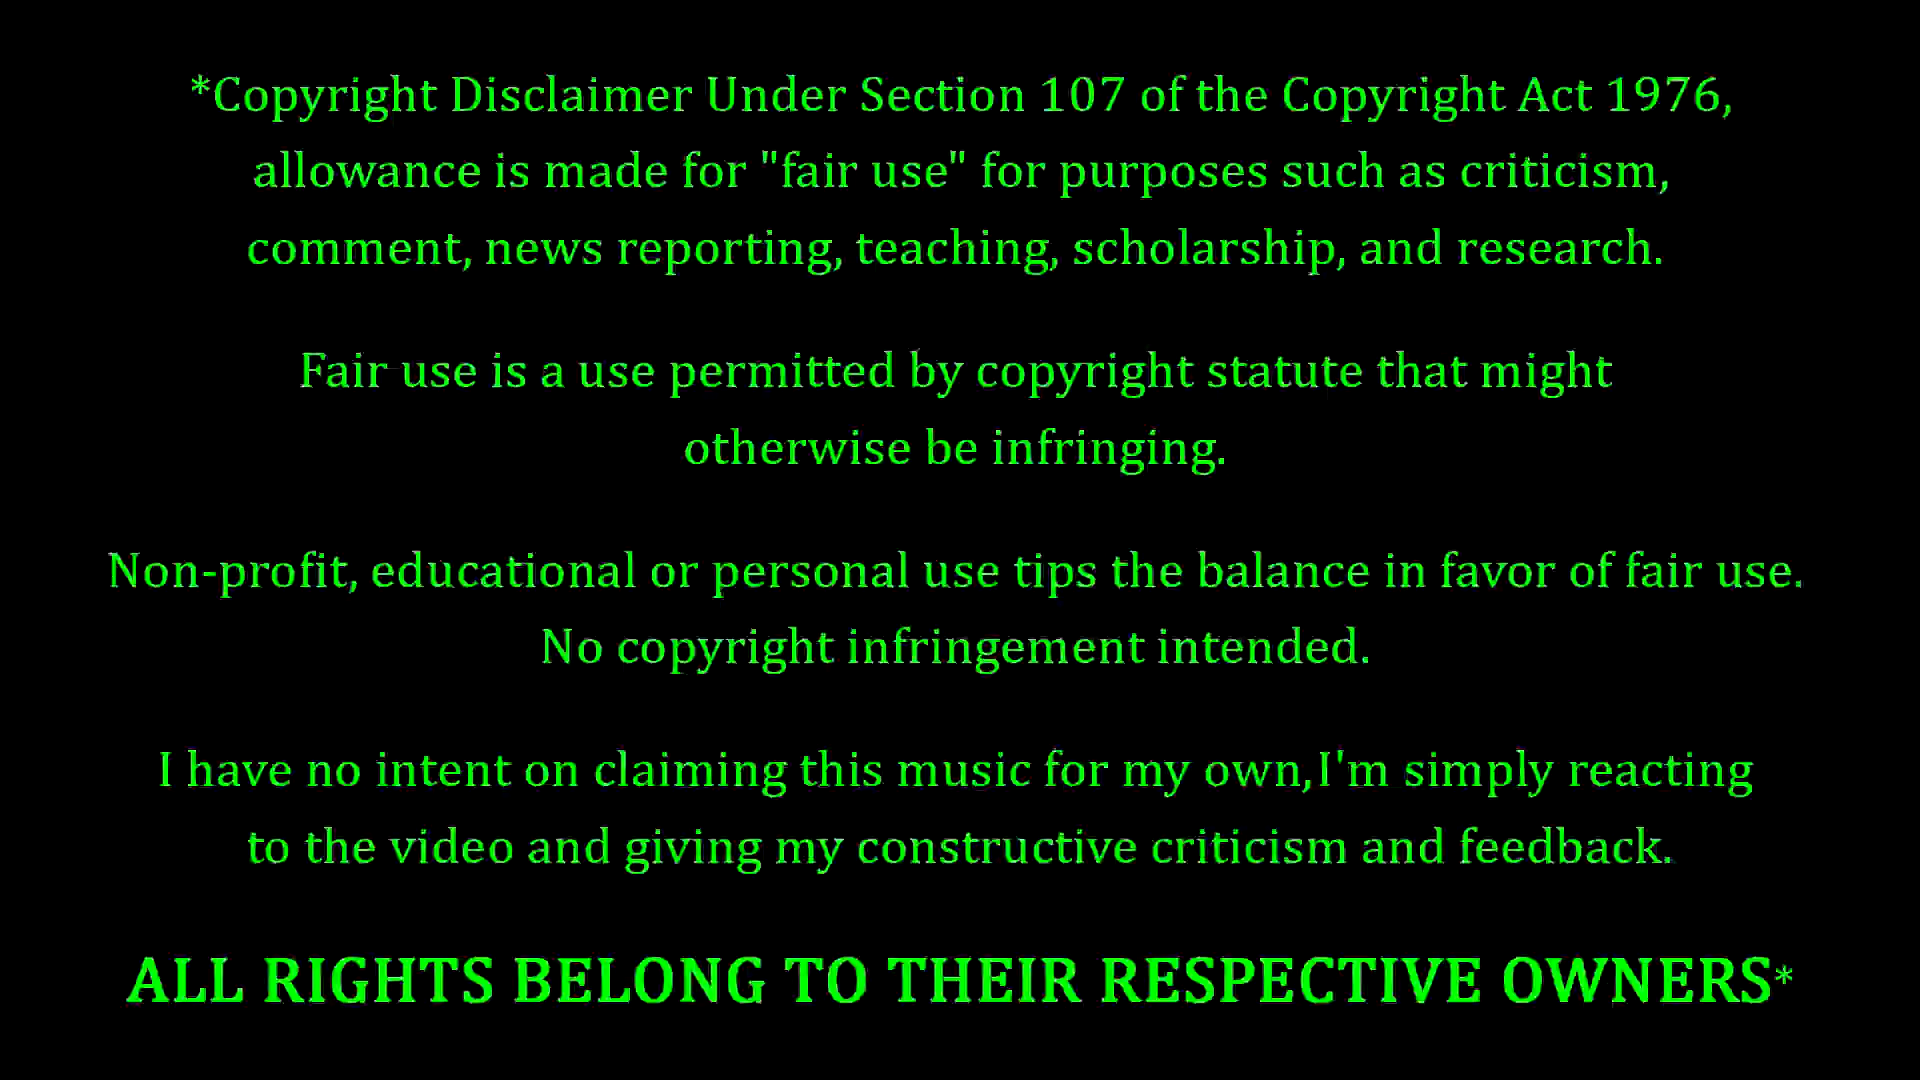 *Copyright Disclaimer Under Section 107 of the Copyright Act 1976,
allowance is made for "fair use" for purposes such as criticism,
comment, news reporting, teaching, scholarship, and research.
Fair use is a use permitted by copyright statute that might
otherwise be infringing.
Non-profit, educational or personal use tips the balance in favor of fair use.
No copyright infringement intended.
I have no intent on claiming this music for my own,I'm simply reacting
to the video and giving my constructive criticism and feedback.
ALL RIGHTS BELONG TO THEIR RESPECTIVE OWNERS*